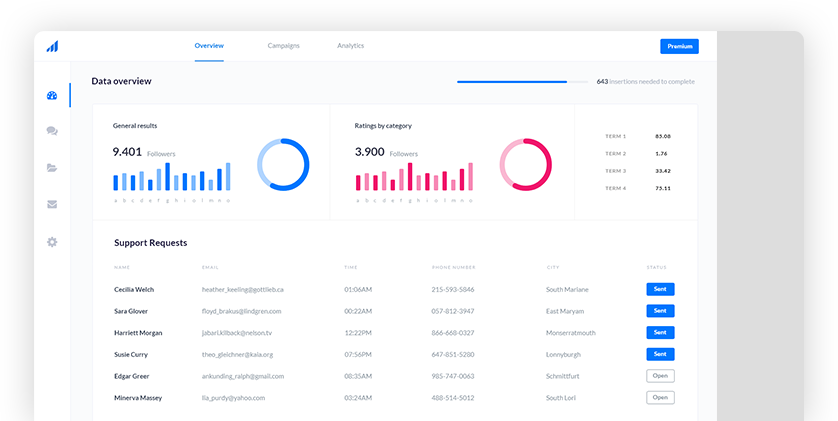 Overview Campaigns Analytics Premium
Data overview 643 insertions needed to complete
General results
9.401 Followers
a b c d e f g h i o l m n o
Ratings by category
3.900 Followers
a b c d e f g h i o l m n o
TERM 1 85.08
TERM 2 1.76
TERM 3 33.42
TERM 4 75.11
Support Requests
NAME EMAIL TIME PHONE NUMBER CITY STATUS
Cecilia Welch heather_keeling@gottlieb.ca 01:06AM 215-593-5846 South Mariane Sent
Sara Glover floyd_brakus@lindgren.com 00:22AM 057-812-3947 East Maryam Sent
Harriett Morgan jabari.kilback@nelson.tv 12:22PM 866-668-0327 Monserratmouth Sent
Susie Curry theo_gleichner@kaia.org 07:56PM 647-851-5280 Lonnyburgh Sent
Edgar Greer ankunding_ralph@gmail.com 08:35AM 985-747-0063 Schnittfurt Open
Minerva Massey lia_purdy@yahoo.com 03:24AM 488-514-5012 South Lori Open